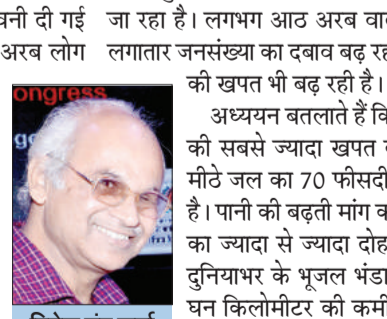 वनी दी गई
अरब लोग
जा रहा है। लगभग आठ अरब वा
लगातार जनसंख्या का दबाव बढ़ रह
की खपत भी बढ़ रही है।
अध्ययन बतलाते हैं कि
की सबसे ज्यादा खपत
मीठे जल का 70 फीसदी
है। पानी की बढ़ती मांग क
का ज्यादा से ज्यादा दोह
दुनियाभर के भूजल भंडा
घन किलोमीटर की कमी
ongress